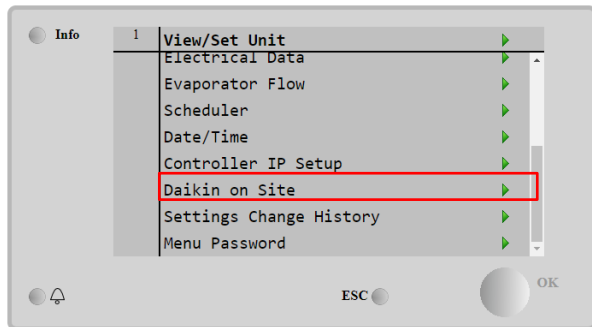 Info
1 View/Set Unit
Electrical Data
Evaporator Flow
Scheduler
Date/Time
Controller IP Setup
Daikin on Site
Settings Change History
Menu Password
ESC
OK